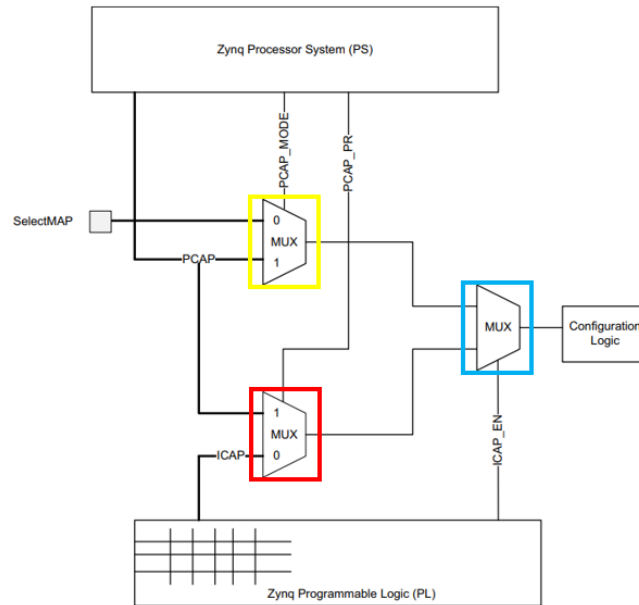 Zynq Processor System (PS)
PCAP_MODE
PCAP_PR
SelectMAP
0
MUX
PCAP
1
MUX
Configuration
Logic
1
MUX
ICAP
0
ICAP_EN
Zynq Programmable Logic (PL)